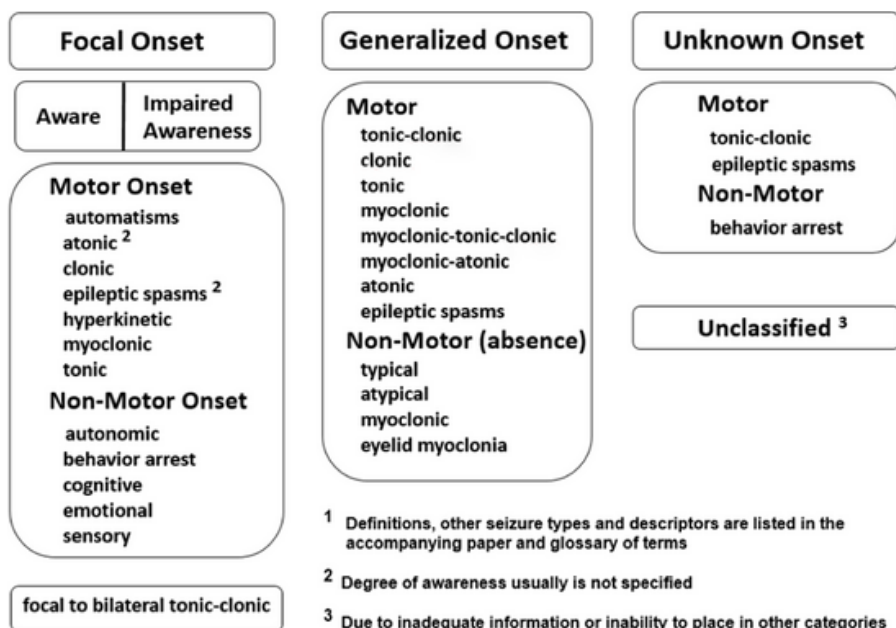 Focal Onset
Aware
Impaired
Awareness
Motor Onset
automatisms
atonic ²
clonic
epileptic spasms ²
hyperkinetic
myoclonic
tonic
Non-Motor Onset
autonomic
behavior arrest
cognitive
emotional
sensory
focal to bilateral tonic-clonic
Generalized Onset
Motor
tonic-clonic
clonic
tonic
myoclonic
myoclonic-tonic-clonic
myoclonic-atonic
atonic
epileptic spasms
Non-Motor (absence)
typical
atypical
myoclonic
eyelid myoclonia
Unknown Onset
Motor
tonic-clonic
epileptic spasms
Non-Motor
behavior arrest
Unclassified ³
¹ Definitions, other seizure types and descriptors are listed in the
accompanying paper and glossary of terms
² Degree of awareness usually is not specified
³ Due to inadequate information or inability to place in other categories